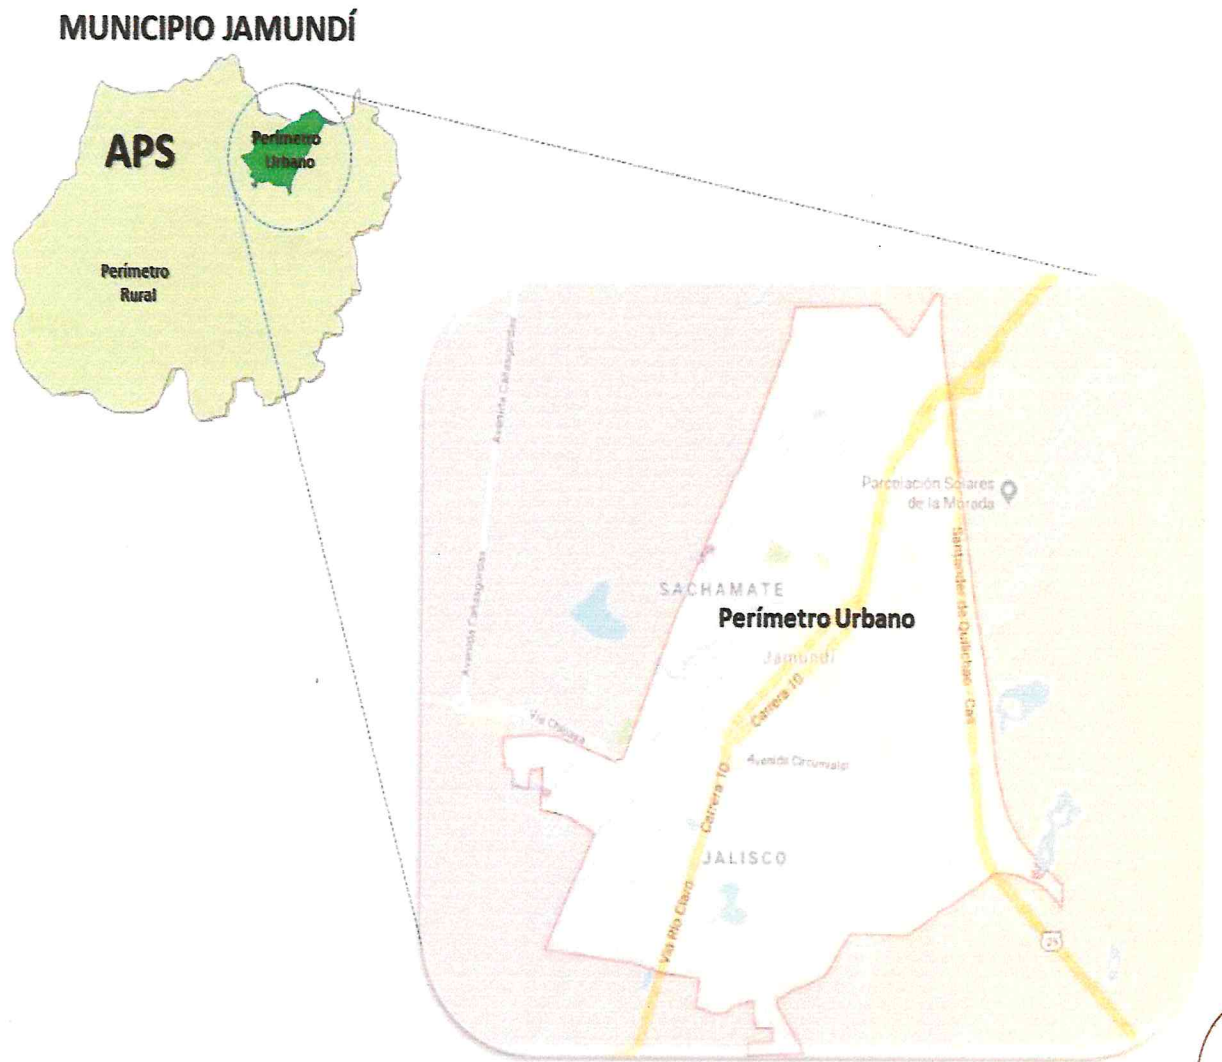 MUNICIPIO JAMUNDÍ
APS
Perímetro
Urbano
Perímetro
Rural
Avenida Cañasgordas
Avenida Cañasgordas
Parcelación Solares
de la Morada
SACHAMATE
Perímetro Urbano
Jamundí
Santander de Quilichao - Cali
Carrera 10
Vía Chipaya
Avenida Circunvalar
Carrera 10
JALISCO
Vía Río Claro
25